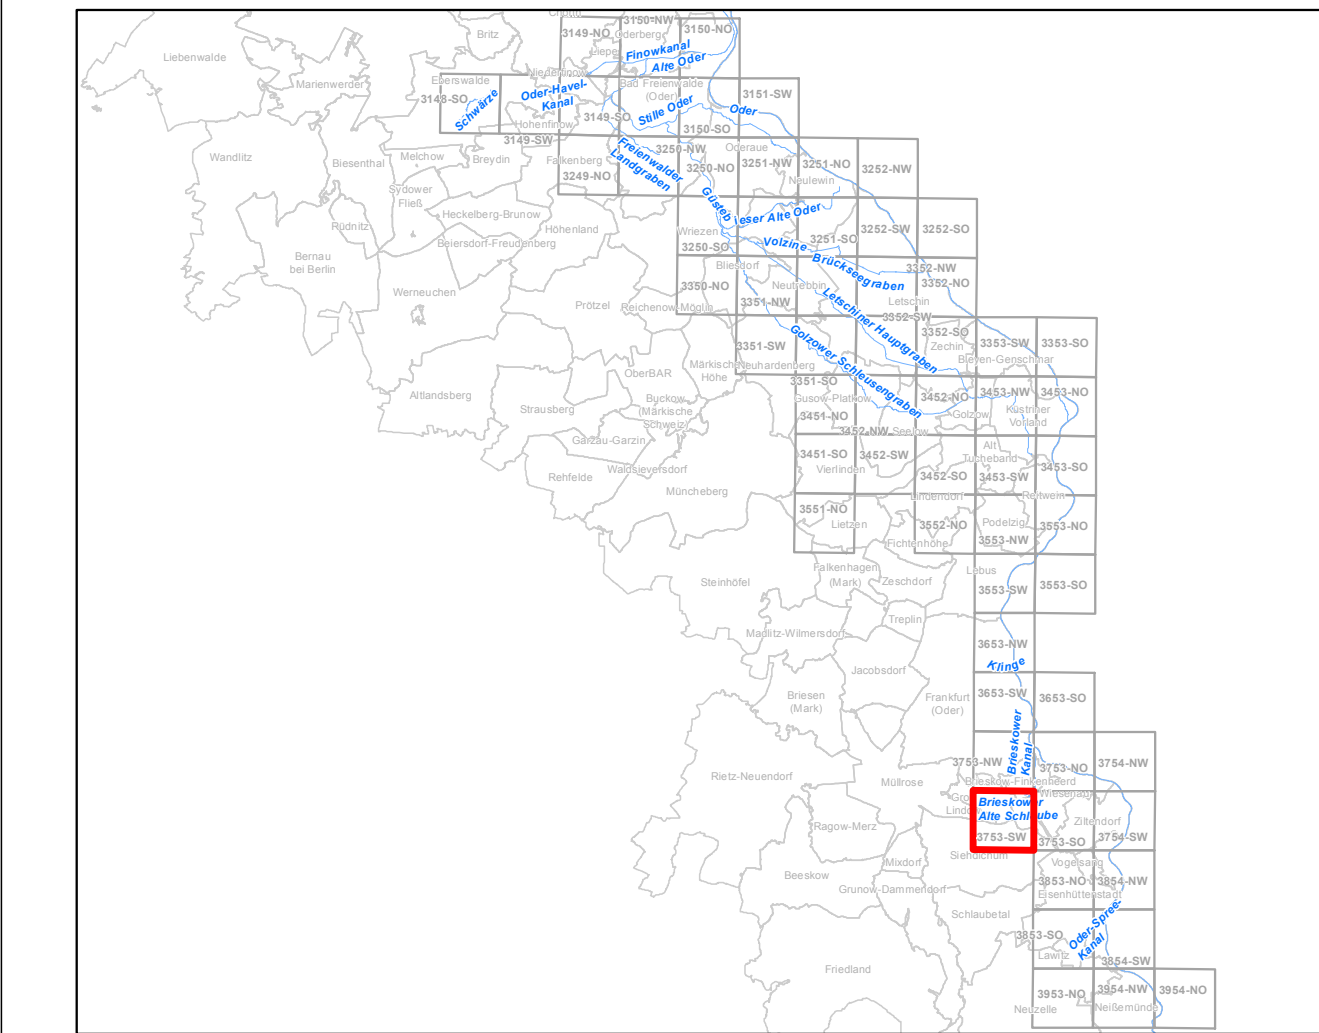 Chorin
3150-NW
3149-NO
Oderberg
3150-NO
Britz
Liepe
Finowkanal
Alte Oder
Liebenwalde
Marienwerder
Eberswalde
Niederfinow
Bad Freienwalde
(Oder)
3148-SO
Schwärze
Oder-Havel-
Kanal
3151-SW
Stille Oder
Oder
Hohenfinow
3149-SO
3150-SO
3149-SW
Freienwalder
Landgraben
3250-NW
Oderaue
Wandlitz
Biesenthal
Melchow
Breydin
Falkenberg
3249-NO
3250-NO
3251-NW
3251-NO
3252-NW
Neulewin
Sydower
Fließ
Güsteb
ieser Alte Oder
Rüdnitz
Heckelberg-Brunow
Höhenland
Wriezen
3250-SO
3251-SO
3252-SW
3252-SO
Beiersdorf-Freudenberg
Volzine
Brückseegraben
Bernau
bei Berlin
Bliesdorf
3352-NW
3352-NO
Werneuchen
3350-NO
Neutrebbin
3351-NW
Letschin
Letschiner Hauptgraben
Prötzel
Reichenow-Möglin
3352-SW
3352-SO
Zechin
3353-SW
3353-SO
Golzower Schleusengraben
3351-SW
Bleyen-Genschmar
OberBAR
Märkische
Höhe
Neuhardenberg
3351-SO
Altlandsberg
Strausberg
Buckow
(Märkische
Schweiz)
Gusow-Platkow
3451-NO
3452-NO
3453-NW
3453-NO
Golzow
Küstriner
Vorland
3452-NW
Seelow
Garzau-Garzin
Alt
Tucheband
3451-SO
3452-SW
Rehfelde
Waldsieversdorf
Vierlinden
3452-SO
3453-SW
3453-SO
Müncheberg
Lindendorf
Reitwein
3551-NO
Lietzen
3552-NO
Podelzig
3553-NW
3553-NO
Fichtenhöhe
Steinhöfel
Falkenhagen
(Mark)
Zeschdorf
Lebus
3553-SW
3553-SO
Treplin
Madlitz-Wilmersdorf
3653-NW
Klinge
Jacobsdorf
Briesen
(Mark)
Frankfurt
(Oder)
3653-SW
3653-SO
Brieskower
Kanal
Rietz-Neuendorf
Müllrose
3753-NW
3753-NO
3754-NW
Brieskow-Finkenheerd
Wiesenau
Gro
Lindo
Brieskower
Alte Schlaube
Ziltendorf
Ragow-Merz
3753-SW
3753-SO
3754-SW
Siehdichum
Mixdorf
Vogelsang
Beeskow
Grunow-Dammendorf
3853-NO
3854-NW
Eisenhüttenstadt
Schlaubetal
3853-SO
Oder-Spree-
Kanal
Lawitz
3854-SW
Friedland
3953-NO
3954-NW
3954-NO
Neuzelle
Neißemünde